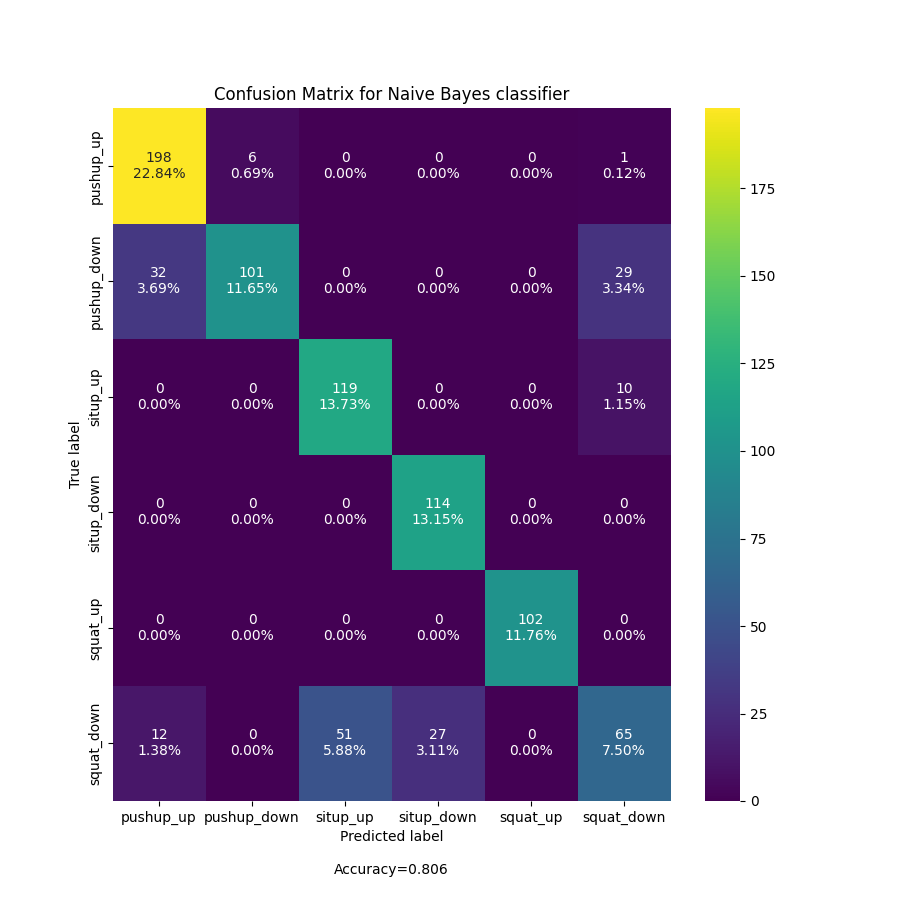 Confusion Matrix for Naive Bayes classifier
pushup_up
198 6 0 0 0 1
22.84% 0.69% 0.00% 0.00% 0.00% 0.12%
pushup_down
32 101 0 0 0 29
3.69% 11.65% 0.00% 0.00% 0.00% 3.34%
situp_up
0 0 119 0 0 10
0.00% 0.00% 13.73% 0.00% 0.00% 1.15%
True label
situp_down
0 0 0 114 0 0
0.00% 0.00% 0.00% 13.15% 0.00% 0.00%
squat_up
0 0 0 0 102 0
0.00% 0.00% 0.00% 0.00% 11.76% 0.00%
squat_down
12 0 51 27 0 65
1.38% 0.00% 5.88% 3.11% 0.00% 7.50%
pushup_up pushup_down situp_up situp_down squat_up squat_down
Predicted label
Accuracy=0.806
175
150
125
100
75
50
25
0